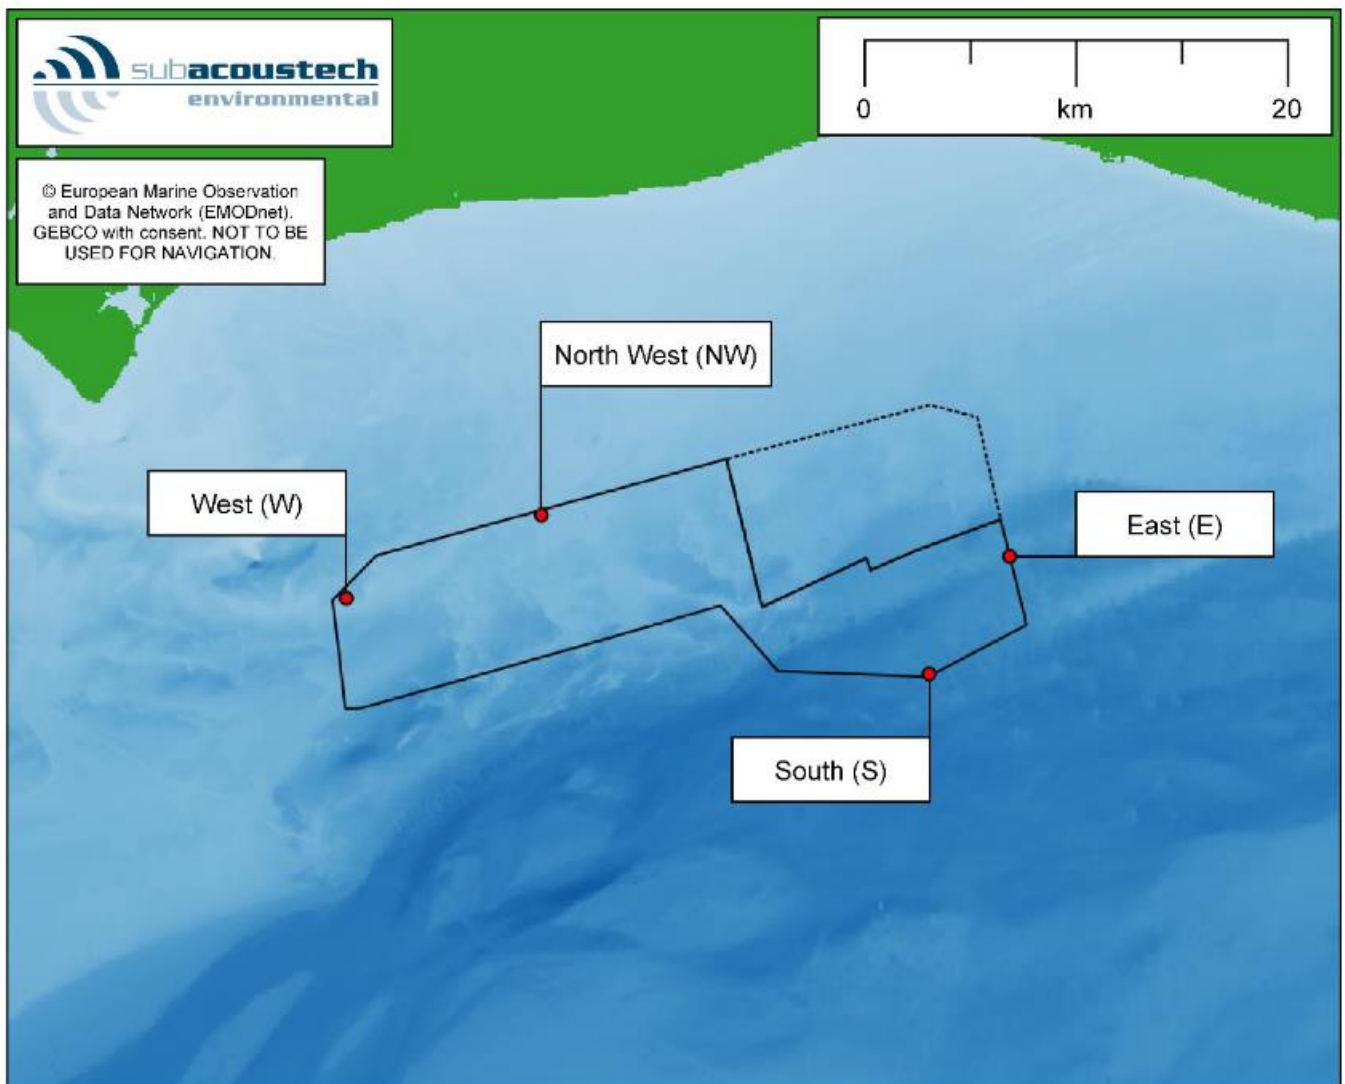 subacoustech
environmental
© European Marine Observation
and Data Network (EMODnet).
GEBCO with consent. NOT TO BE
USED FOR NAVIGATION.
0 km 20
North West (NW)
West (W)
East (E)
South (S)